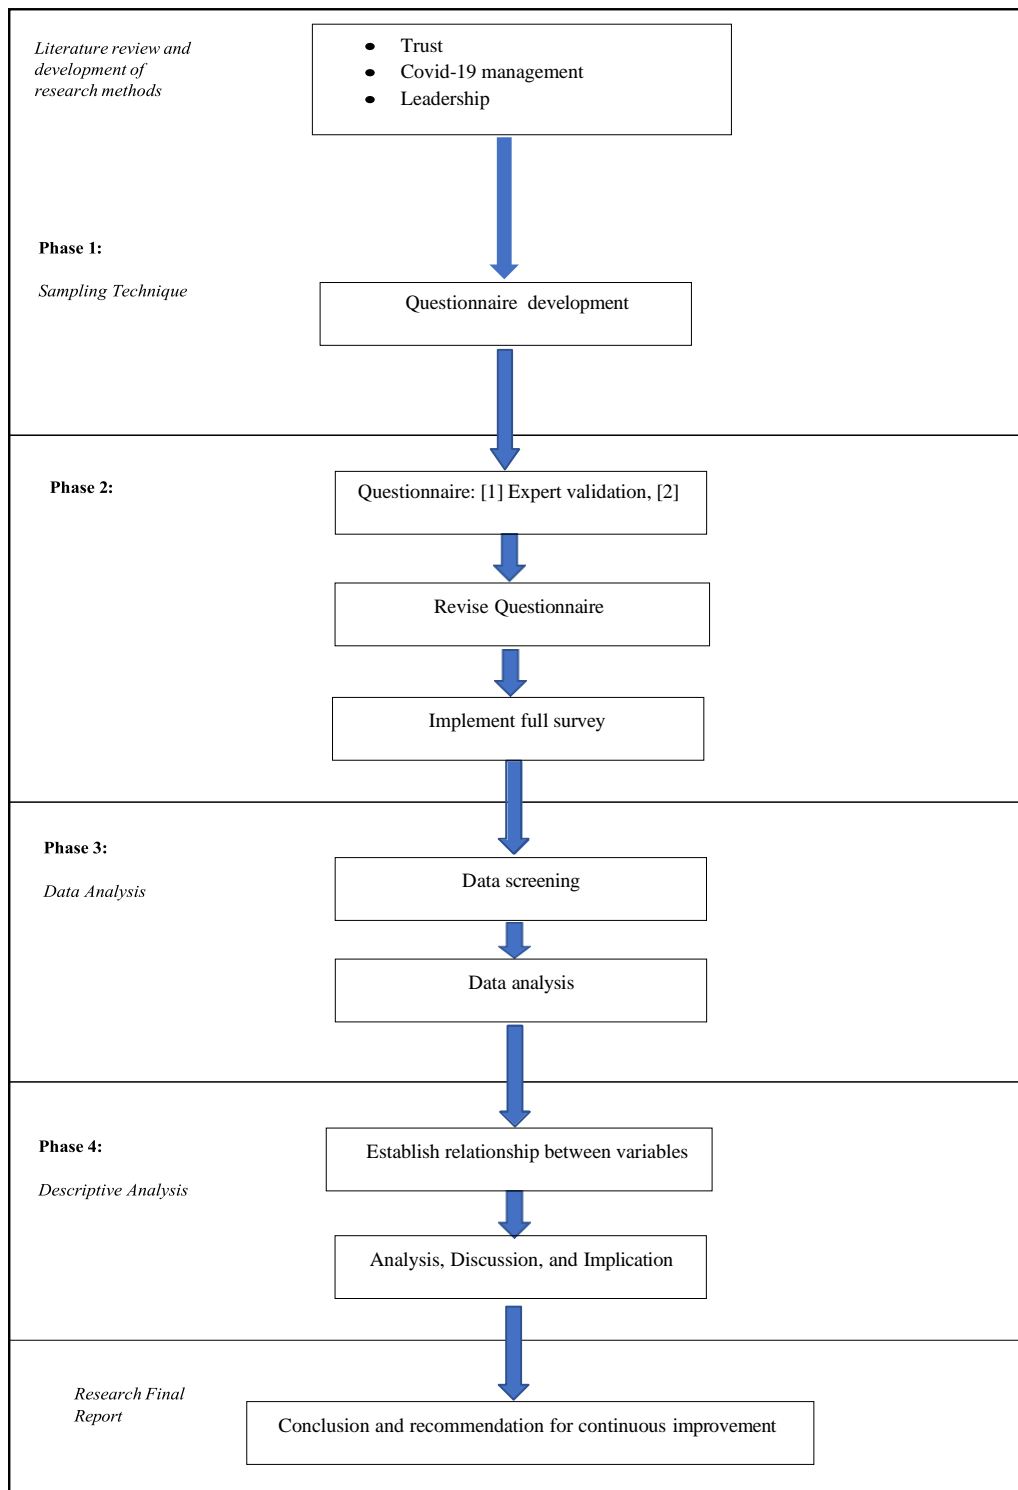 Literature review and
development of
research methods
● Trust
● Covid-19 management
● Leadership
Phase 1:
Sampling Technique
Questionnaire development
Phase 2:
Questionnaire: [1] Expert validation, [2]
Revise Questionnaire
Implement full survey
Phase 3:
Data Analysis
Data screening
Data analysis
Phase 4:
Descriptive Analysis
Establish relationship between variables
Analysis, Discussion, and Implication
Research Final
Report
Conclusion and recommendation for continuous improvement